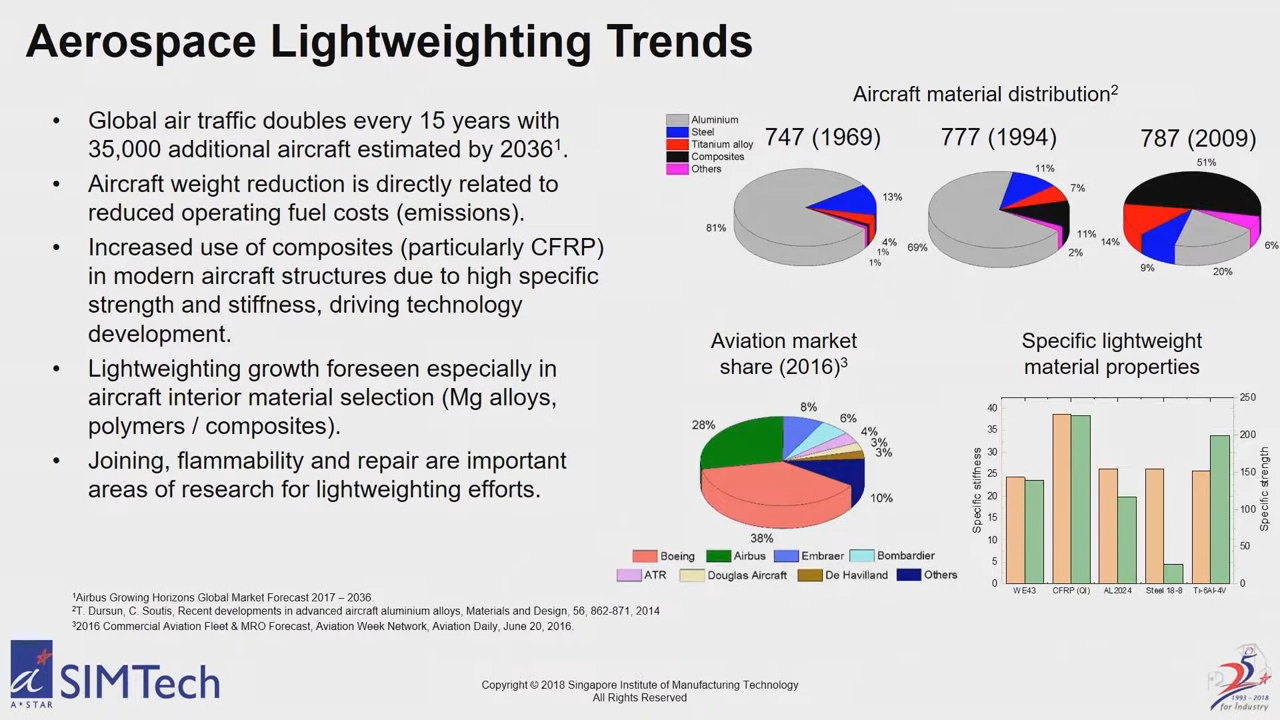 Aerospace Lightweighting Trends
• Global air traffic doubles every 15 years with
35,000 additional aircraft estimated by 2036¹.
• Aircraft weight reduction is directly related to
reduced operating fuel costs (emissions).
• Increased use of composites (particularly CFRP)
in modern aircraft structures due to high specific
strength and stiffness, driving technology
development.
• Lightweighting growth foreseen especially in
aircraft interior material selection (Mg alloys,
polymers / composites).
• Joining, flammability and repair are important
areas of research for lightweighting efforts.
Aircraft material distribution²
Aluminium
Steel
Titanium alloy
Composites
Others
747 (1969)
81%
13%
4%
1%
1%
777 (1994)
69%
11%
7%
11%
2%
787 (2009)
51%
14%
9%
20%
6%
Aviation market
share (2016)³
28%
8%
6%
4%
3%
3%
10%
38%
Boeing Airbus Embraer Bombardier
ATR Douglas Aircraft De Havilland Others
Specific lightweight
material properties
Specific stiffness
40
35
30
25
20
15
10
5
0
250
200
150
100
50
0
Specific strength
WE43 CFRP (QI) AL2024 Steel 18-8 Ti-6Al-4V
¹Airbus Growing Horizons Global Market Forecast 2017 – 2036.
²T. Dursun, C. Soutis, Recent developments in advanced aircraft aluminium alloys, Materials and Design, 56, 862-871, 2014
³2016 Commercial Aviation Fleet & MRO Forecast, Aviation Week Network, Aviation Daily, June 20, 2016.
a
A★STAR
SIMTech
Copyright © 2018 Singapore Institute of Manufacturing Technology
All Rights Reserved
25
1993 - 2018
for Industry